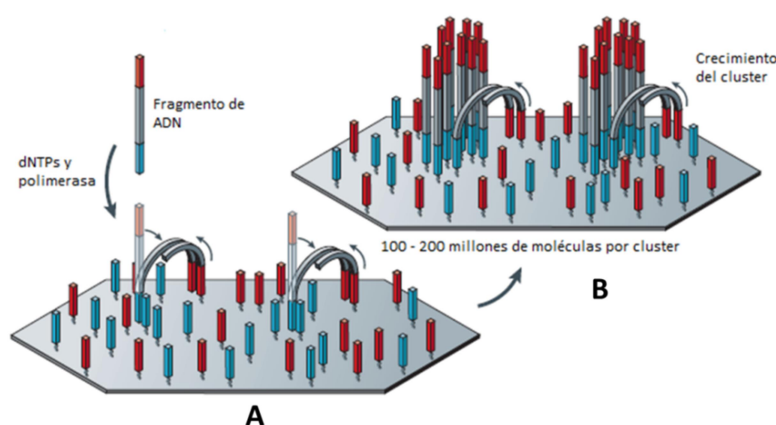 Fragmento de
ADN
dNTPs y
polimerasa
Crecimiento
del cluster
100 - 200 millones de moléculas por cluster
B
A